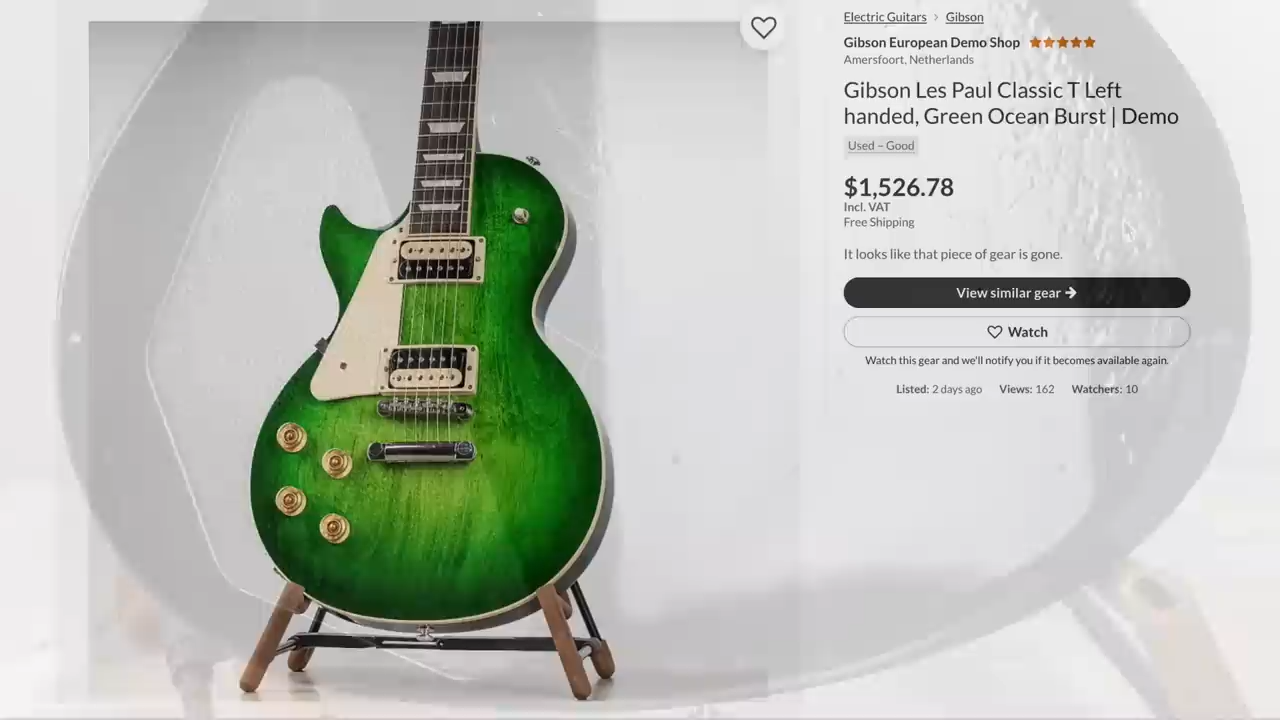 Electric Guitars > Gibson
Gibson European Demo Shop
Amersfoort, Netherlands
Gibson Les Paul Classic T Left
handed, Green Ocean Burst | Demo
Used – Good
$1,526.78
Incl. VAT
Free Shipping
It looks like that piece of gear is gone.
View similar gear →
Watch
Watch this gear and we'll notify you if it becomes available again.
Listed: 2 days ago Views: 162 Watchers: 10